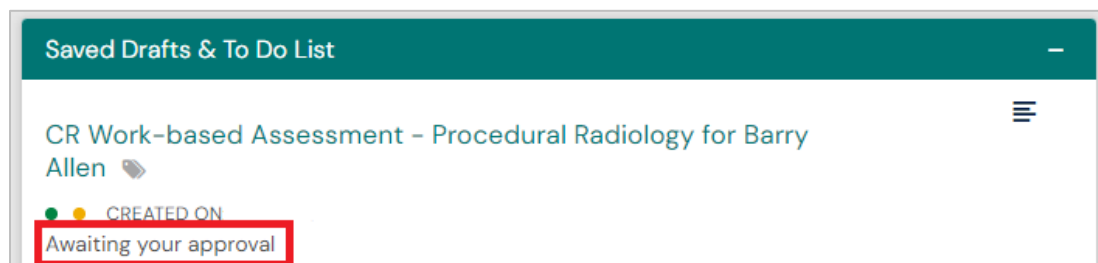 Saved Drafts & To Do List
CR Work-based Assessment - Procedural Radiology for Barry
Allen
CREATED ON
Awaiting your approval